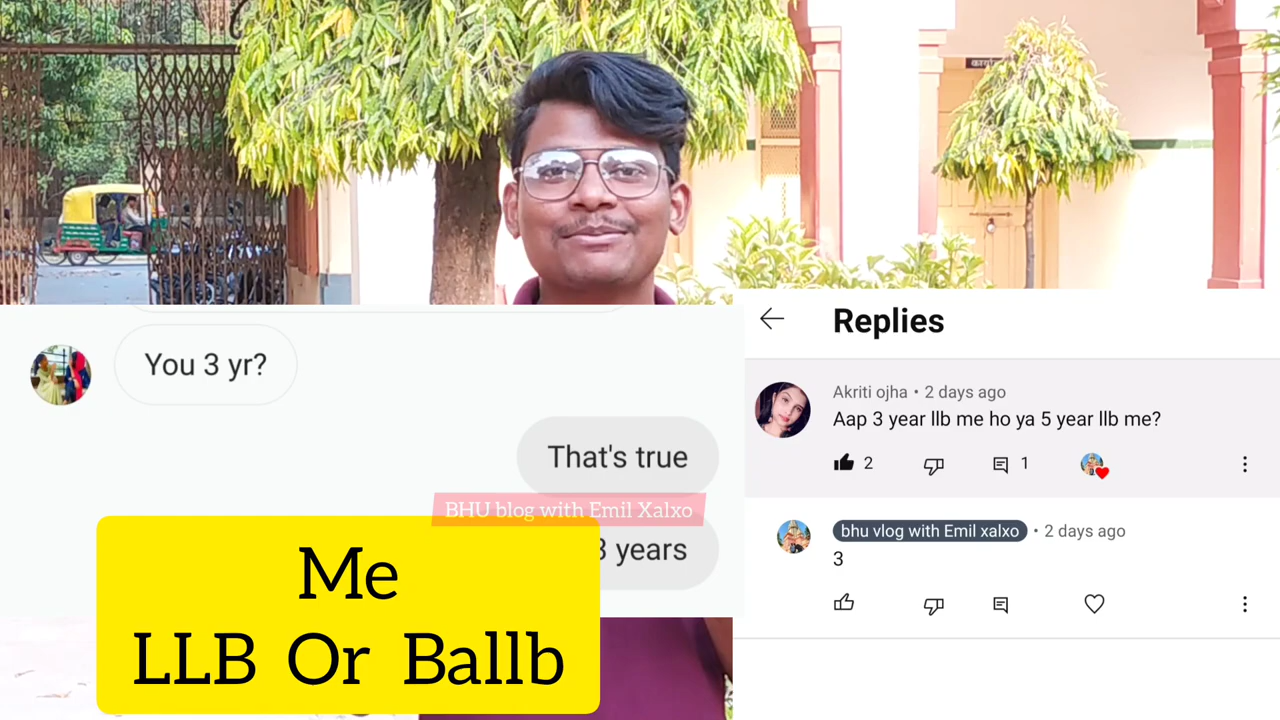 कार्या
You 3 yr?
That's true
BHU blog with Emil Xalxo
3 years
Me
LLB Or Ballb
Replies
Akriti ojha • 2 days ago
Aap 3 year llb me ho ya 5 year llb me?
2
1
bhu vlog with Emil xalxo • 2 days ago
3